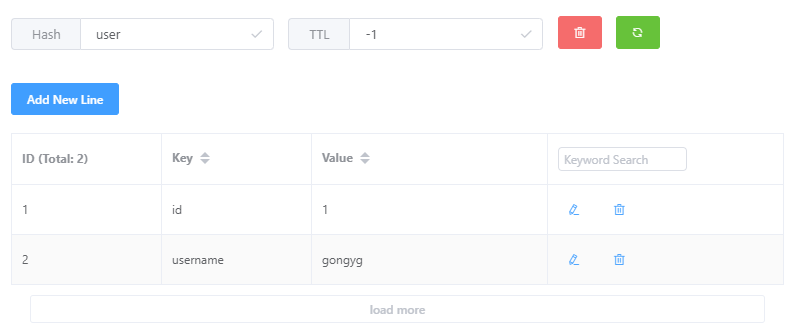 Hash user TTL -1
Add New Line
ID (Total: 2) Key Value Keyword Search
1 id 1
2 username gongyg
load more